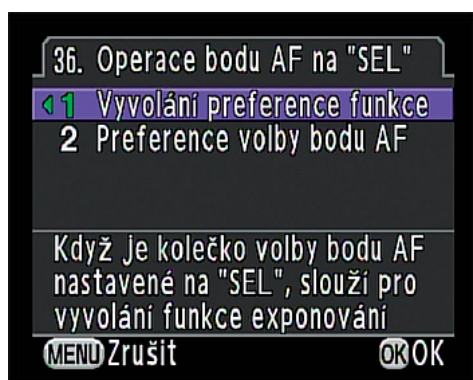 36. Operace bodu AF na "SEL"
1 Vyvolání preference funkce
2 Preference volby bodu AF
Když je kolečko volby bodu AF
nastavené na "SEL", slouží pro
vyvolání funkce exponování
MENU Zrušit OK OK